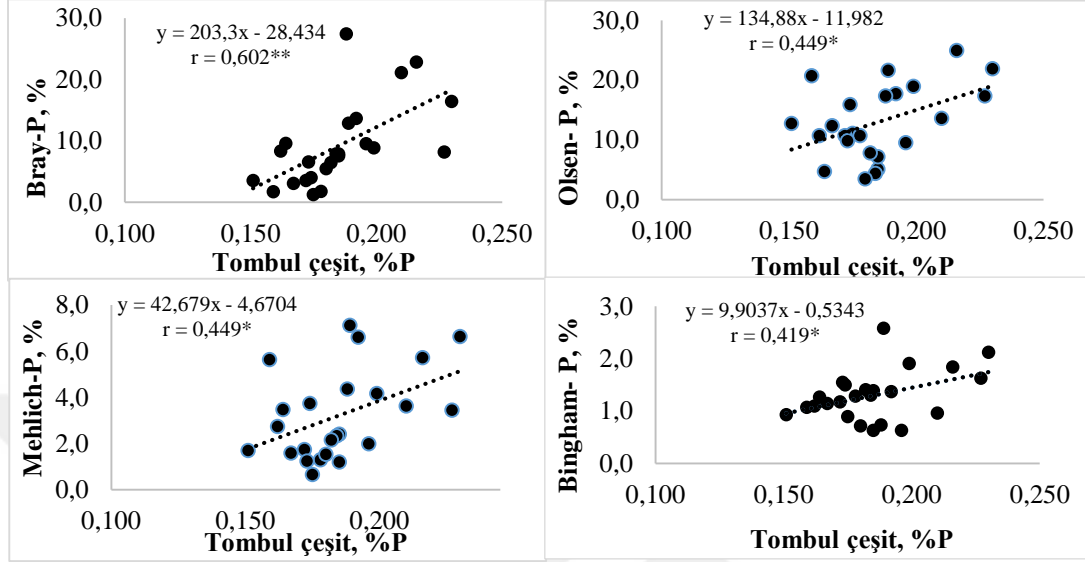 y = 203,3x - 28,434
r = 0,602**
30,0
20,0
10,0
0,0
Bray-P, %
0,100
0,150
0,200
0,250
Tombul çeşit, %P
y = 134,88x - 11,982
r = 0,449*
30,0
20,0
10,0
0,0
Olsen- P, %
0,100
0,150
0,200
0,250
Tombul çeşit, %P
y = 42,679x - 4,6704
r = 0,449*
8,0
6,0
4,0
2,0
0,0
Mehlich-P, %
0,100
0,150
0,200
Tombul çeşit, %P
y = 9,9037x - 0,5343
r = 0,419*
3,0
2,0
1,0
0,0
Bingham- P, %
0,100
0,150
0,200
0,250
Tombul çeşit, %P